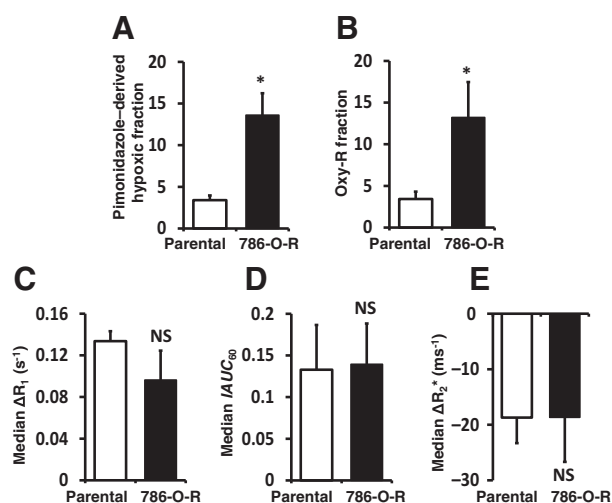 A
Pimonidazole–derived
hypoxic fraction
20
15
10
5
0
*
Parental 786-O-R
B
Oxy-R fraction
20
15
10
5
0
*
Parental 786-O-R
C
Median ΔR1 (s-1)
0.16
0.12
0.08
0.04
0
NS
Parental 786-O-R
D
Median IAUC60
0.2
0.15
0.1
0.05
0
NS
Parental 786-O-R
E
Median ΔR2* (ms-1)
0
−10
−20
−30
NS
Parental 786-O-R